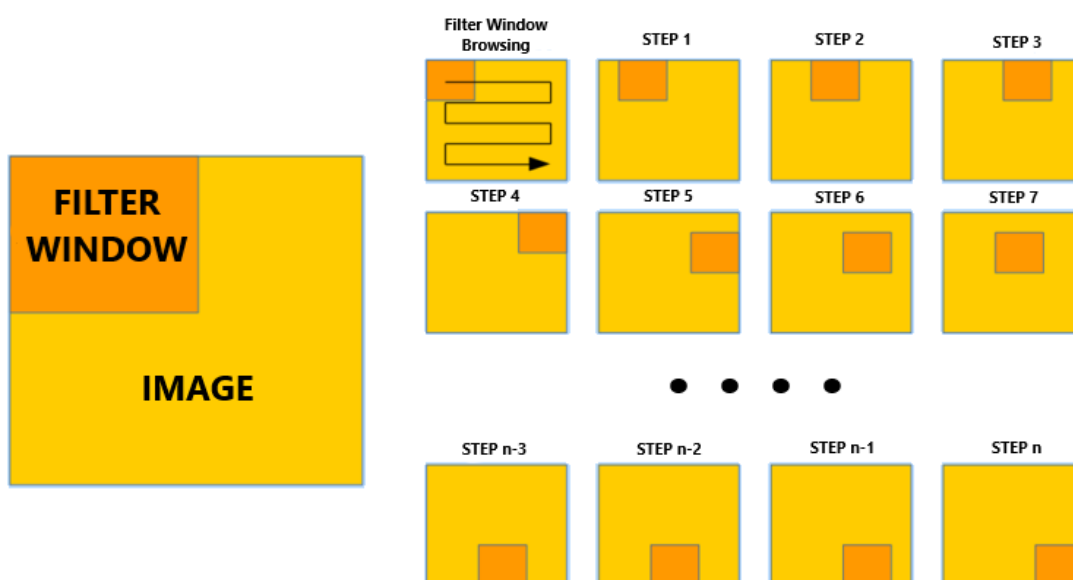 Filter Window
Browsing
STEP 1
STEP 2
STEP 3
FILTER
WINDOW
IMAGE
STEP 4
STEP 5
STEP 6
STEP 7
STEP n-3
STEP n-2
STEP n-1
STEP n